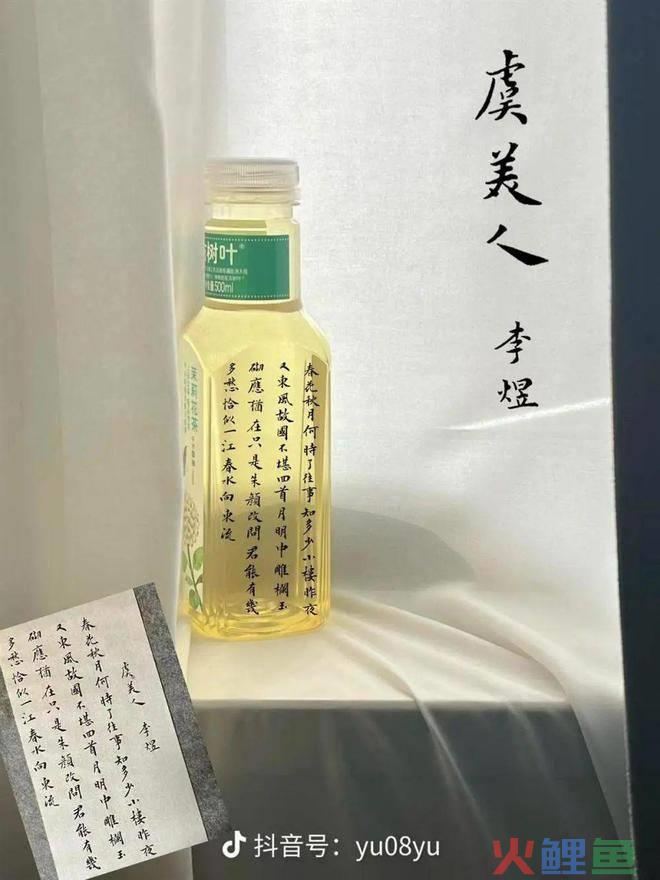 虞美人
李煜
树叶®
500ml
茉莉花茶
春花秋月何時了往事知多少小樓昨夜
又東風故國不堪回首月明中雕欄玉
砌應猶在只是朱顏改問君能有幾
多愁恰似一江春水向東流
虞美人 李煜
春花秋月何時了往事知多少小樓昨夜
又東風故國不堪回首月明中雕欄玉
砌應猶在只是朱顏改問君能有幾
多愁恰似一江春水向東流
抖音号：yu08yu
火鲤鱼